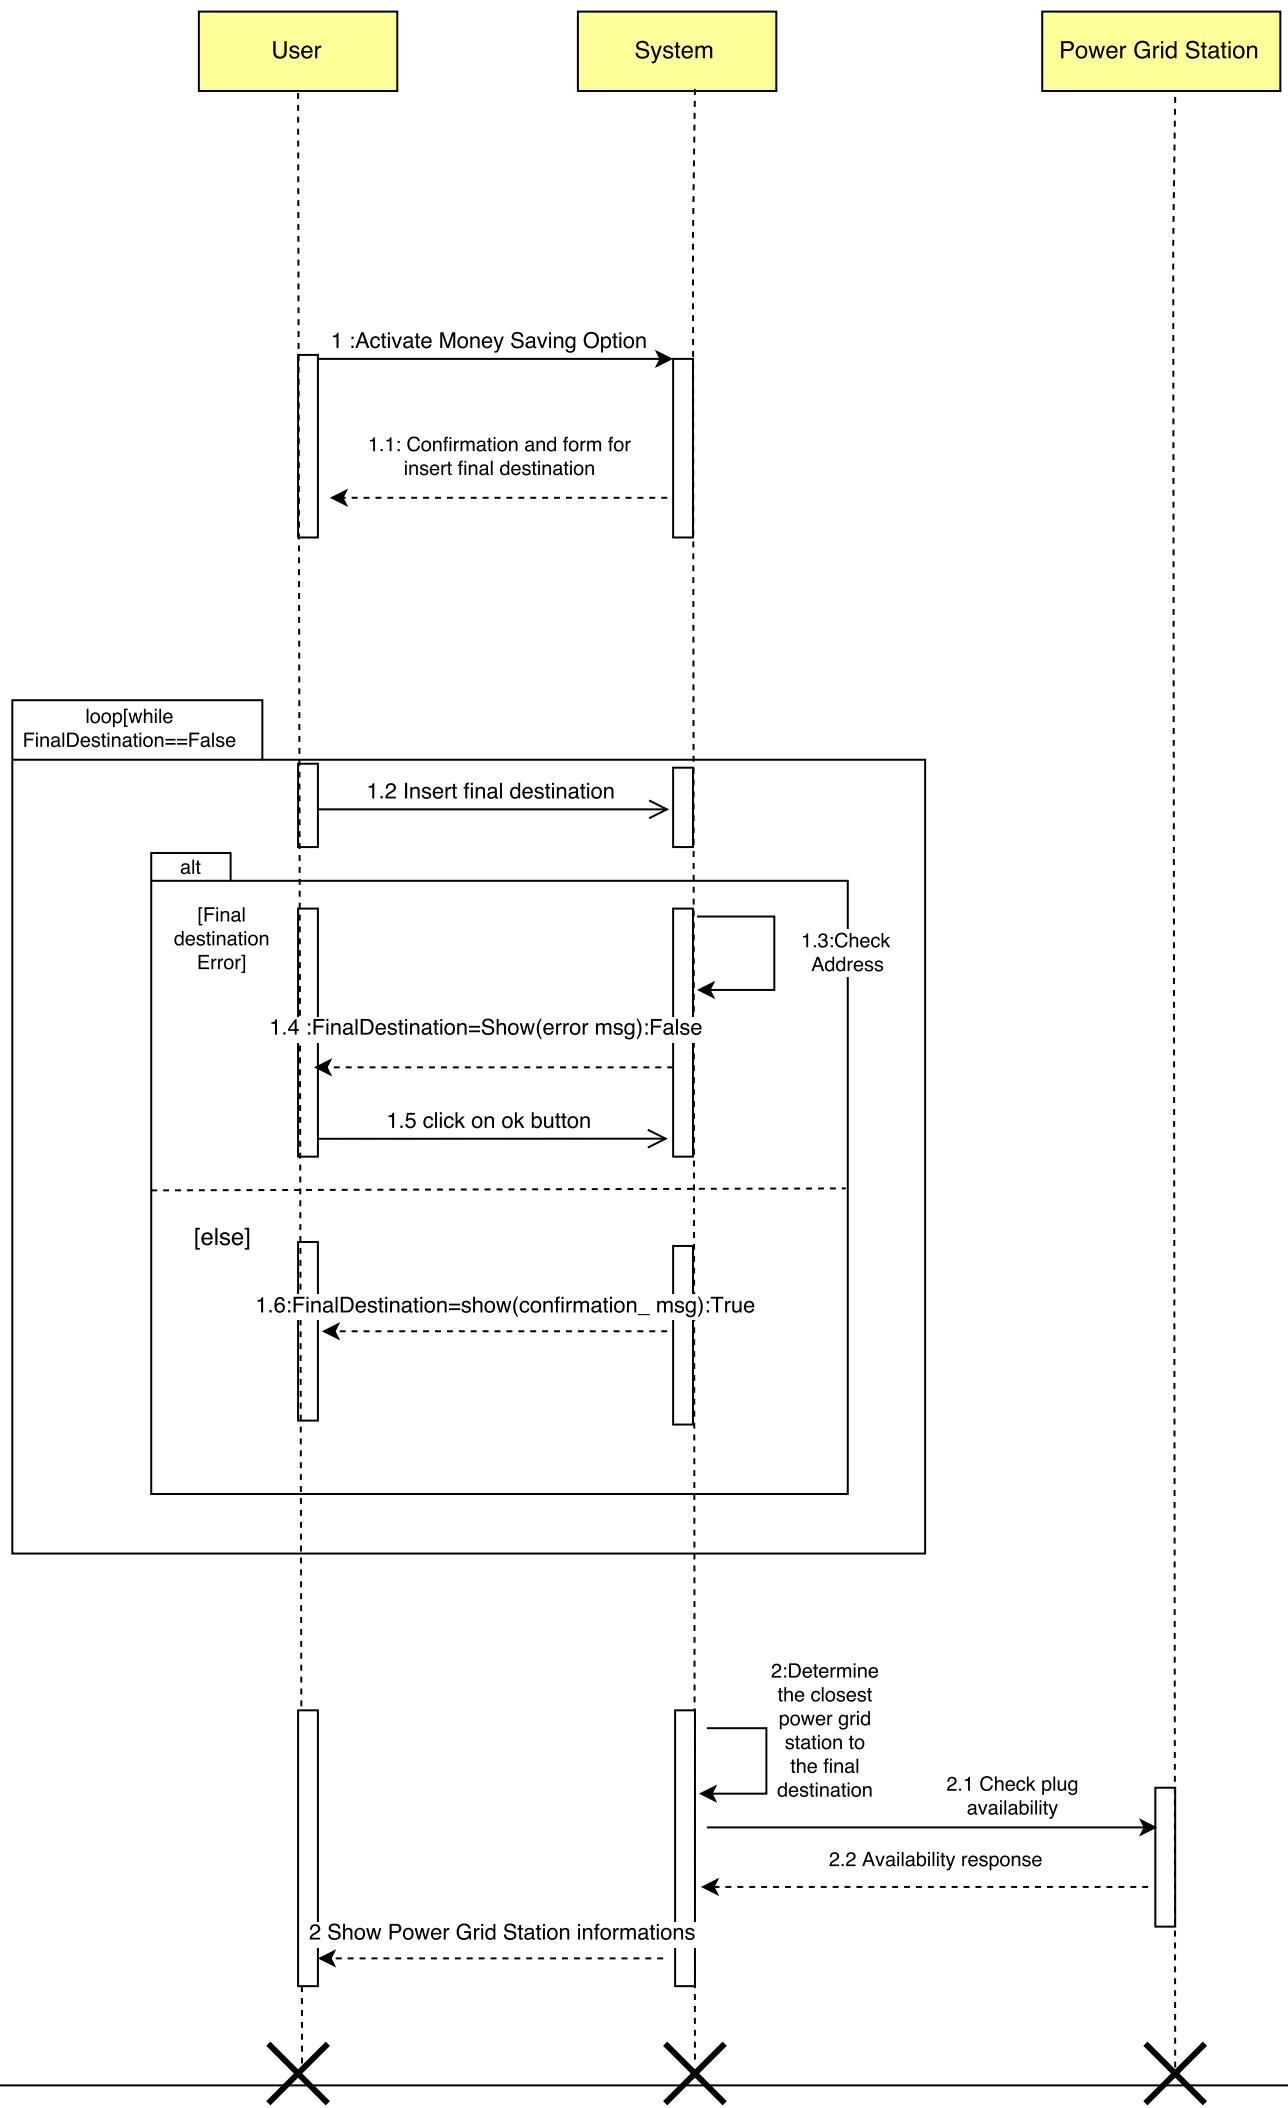 User
System
Power Grid Station
1 :Activate Money Saving Option
1.1: Confirmation and form for
insert final destination
loop[while
FinalDestination==False
1.2 Insert final destination
alt
[Final
destination
Error]
1.3:Check
Address
1.4 :FinalDestination=Show(error msg):False
1.5 click on ok button
[else]
1.6:FinalDestination=show(confirmation_ msg):True
2:Determine
the closest
power grid
station to
the final
destination
2.1 Check plug
availability
2.2 Availability response
2 Show Power Grid Station informations